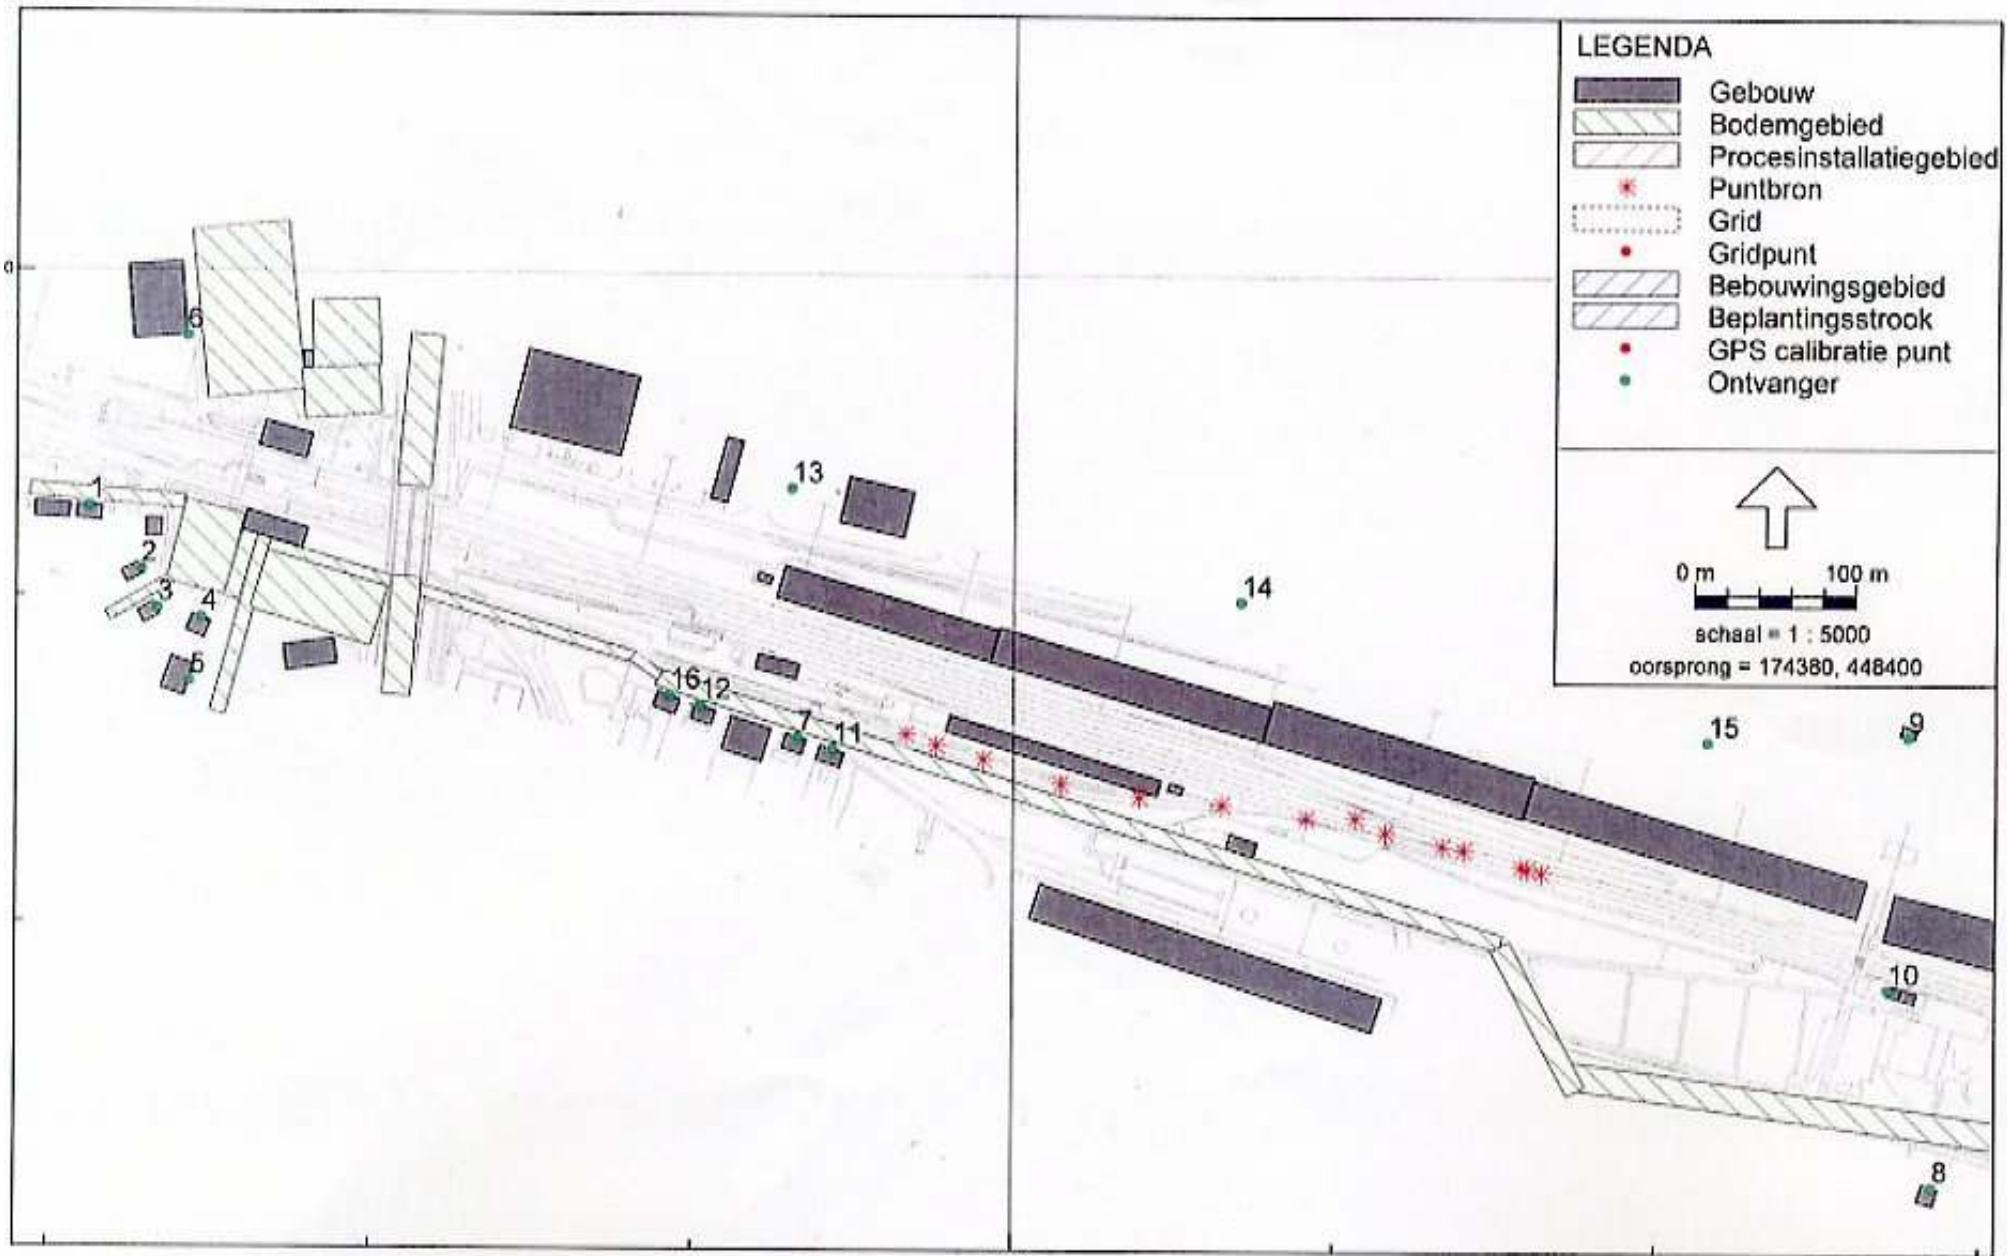 LEGENDA
Gebouw
Bodemgebied
Procesinstallatiegebied
Puntbron
Grid
Gridpunt
Bebouwingsgebied
Beplantingsstrook
GPS calibratie punt
Ontvanger
0 m 100 m
schaal = 1 : 5000
oorsprong = 174380, 448400
0
6
13
1
2
3
4
5
14
16
12
7
11
15
9
10
8